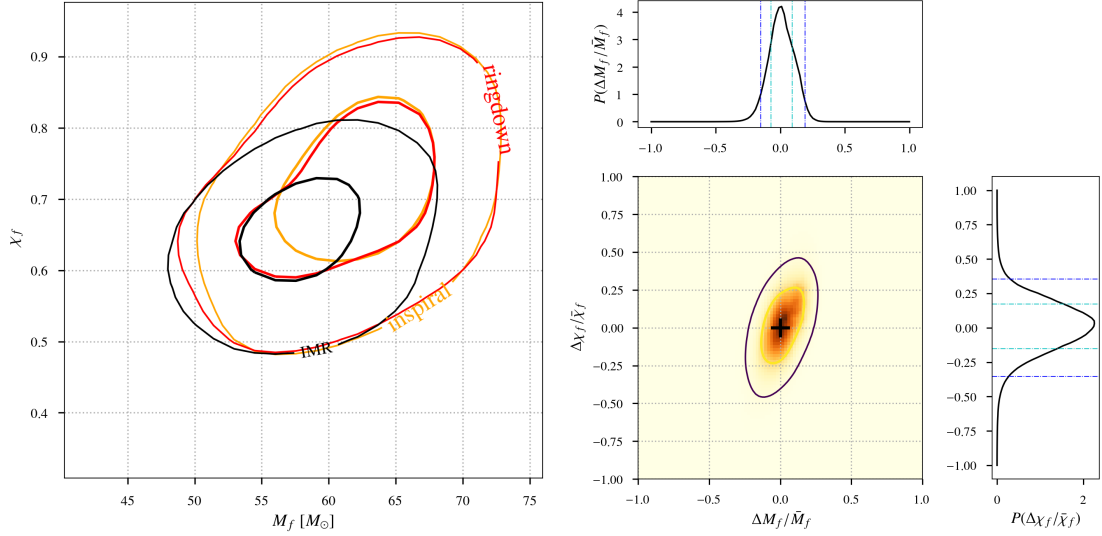 0.9
0.8
0.7
0.6
0.5
0.4
χ_f
45 50 55 60 65 70 75
M_f [M_⊙]
ringdown
inspiral
IMR
4
3
2
1
0
P(ΔM_f/M̄_f)
−1.0 −0.5 0.0 0.5 1.0
1.00
0.75
0.50
0.25
0.00
−0.25
−0.50
−0.75
−1.00
Δχ_f/χ̄_f
−1.0 −0.5 0.0 0.5 1.0
ΔM_f/M̄_f
1.00
0.75
0.50
0.25
0.00
−0.25
−0.50
−0.75
−1.00
0 2
P(Δχ_f/χ̄_f)